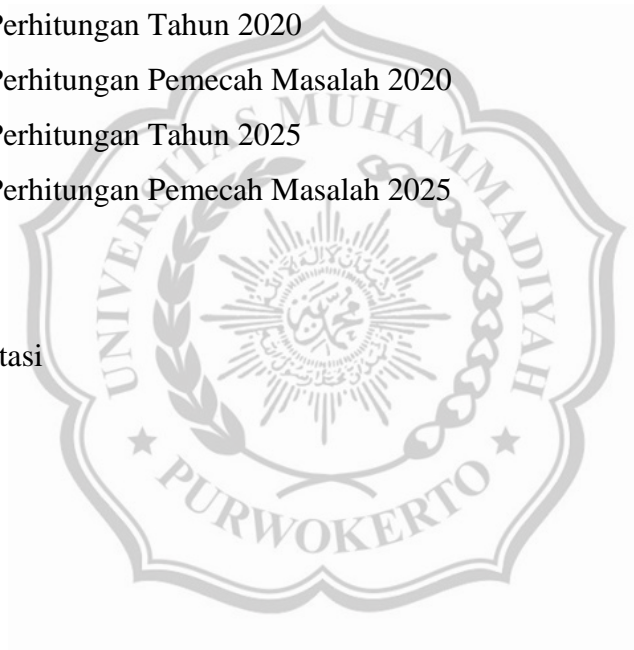 Perhitungan Tahun 2020
Perhitungan Pemecah Masalah 2020
Perhitungan Tahun 2025
Perhitungan Pemecah Masalah 2025
tasi
UNIVERSITAS MUHAMMADIYAH
PURWOKERTO